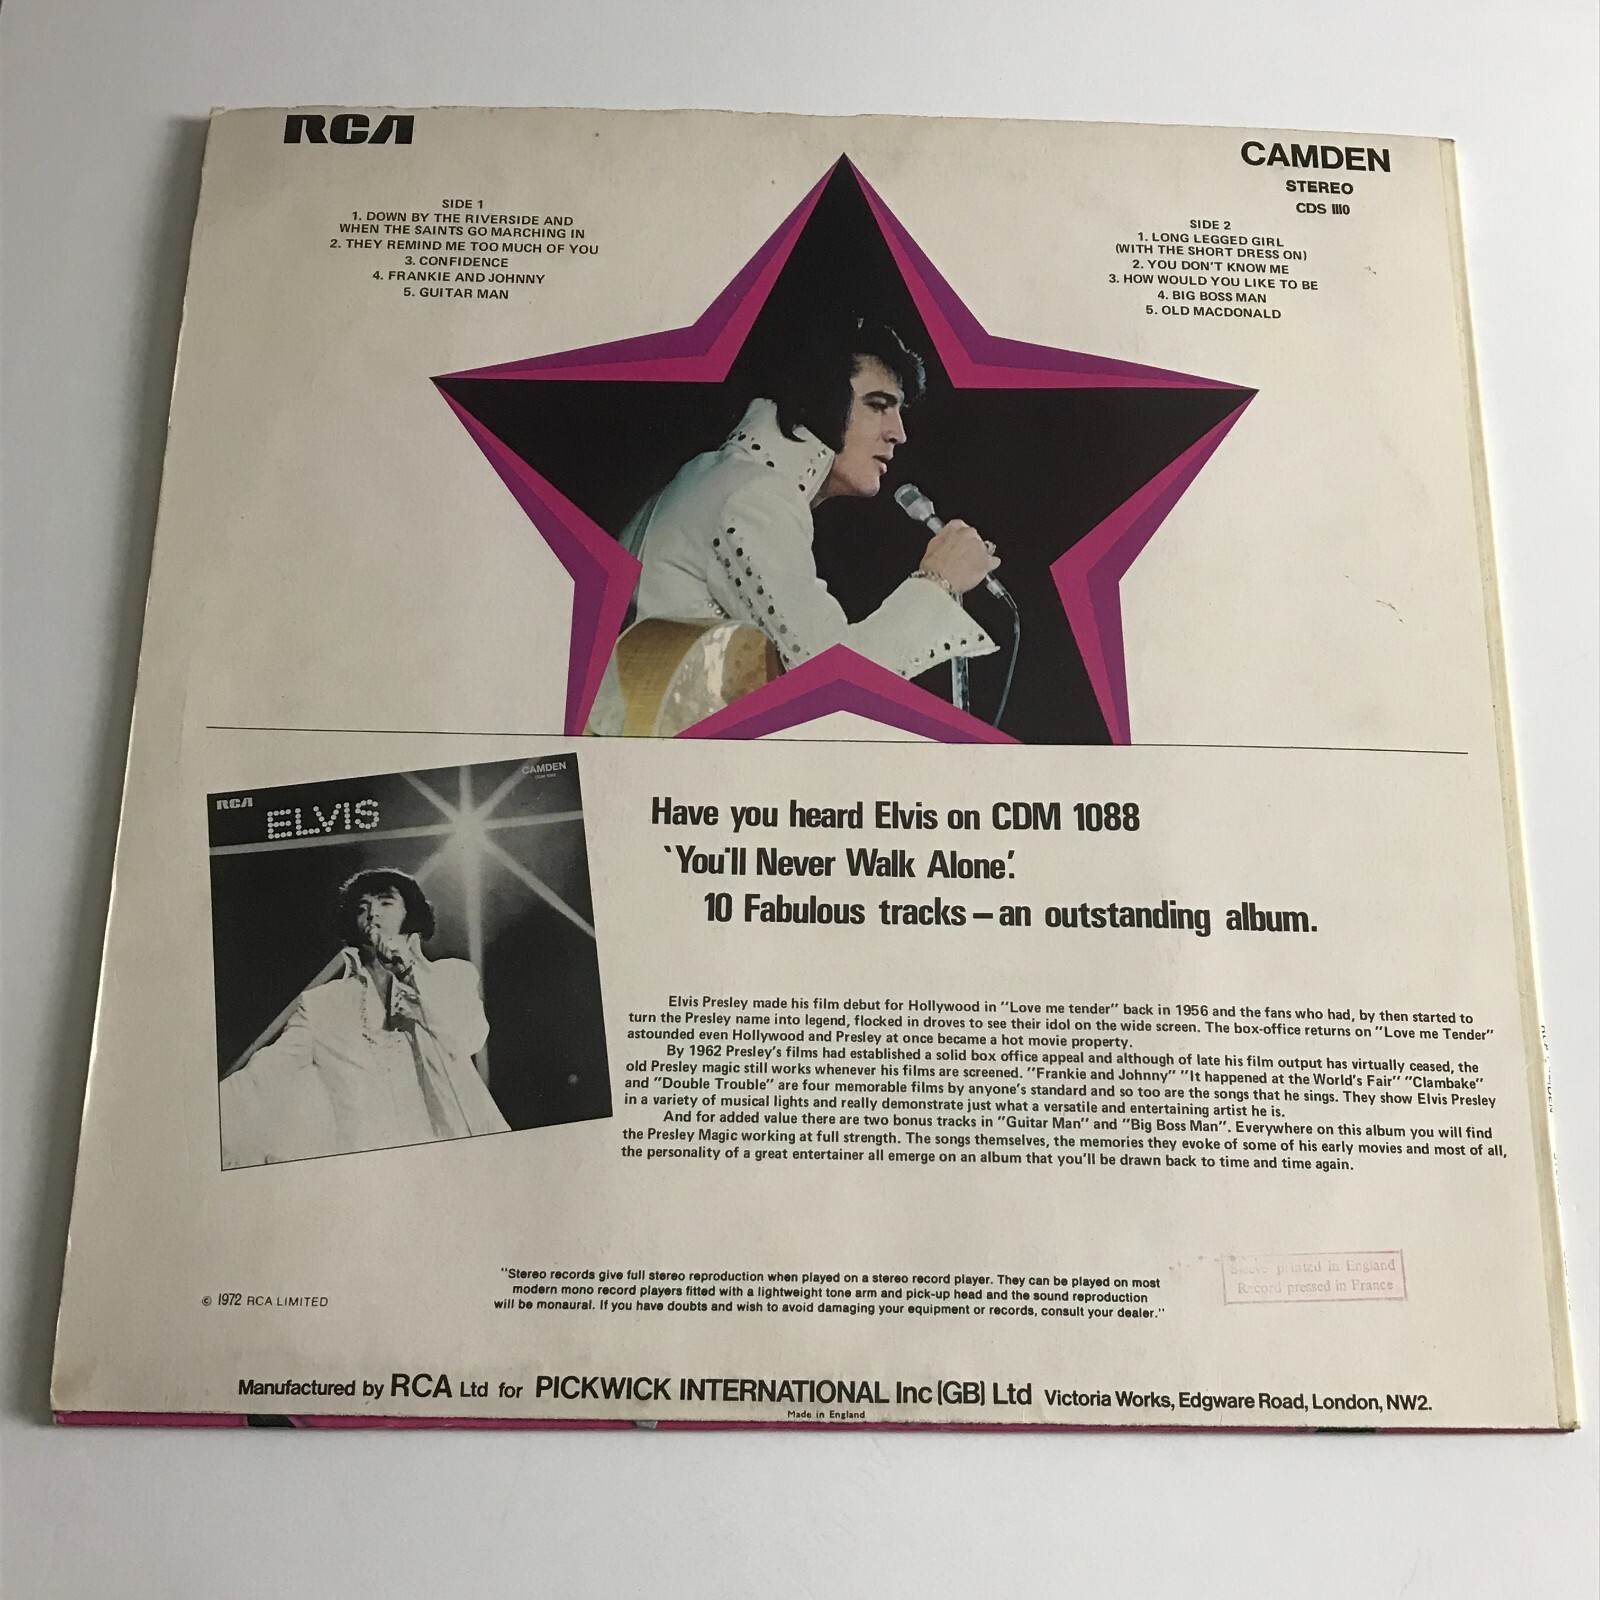 RCA
CAMDEN
STEREO
CDS 1110
SIDE 1
1. DOWN BY THE RIVERSIDE AND
WHEN THE SAINTS GO MARCHING IN
2. THEY REMIND ME TOO MUCH OF YOU
3. CONFIDENCE
4. FRANKIE AND JOHNNY
5. GUITAR MAN
SIDE 2
1. LONG LEGGED GIRL
(WITH THE SHORT DRESS ON)
2. YOU DON'T KNOW ME
3. HOW WOULD YOU LIKE TO BE
4. BIG BOSS MAN
5. OLD MACDONALD
RCA
CAMDEN
ELVIS
Have you heard Elvis on CDM 1088
'You'll Never Walk Alone'.
10 Fabulous tracks – an outstanding album.
Elvis Presley made his film debut for Hollywood in "Love me tender" back in 1956 and the fans who had, by then started to
turn the Presley name into legend, flocked in droves to see their idol on the wide screen. The box-office returns on "Love me Tender"
astounded even Hollywood and Presley at once became a hot movie property.
By 1962 Presley's films had established a solid box office appeal and although of late his film output has virtually ceased, the
old Presley magic still works whenever his films are screened. "Frankie and Johnny" "It happened at the World's Fair" "Clambake"
and "Double Trouble" are four memorable films by anyone's standard and so too are the songs that he sings. They show Elvis Presley
in a variety of musical lights and really demonstrate just what a versatile and entertaining artist he is.
And for added value there are two bonus tracks in "Guitar Man" and "Big Boss Man". Everywhere on this album you will find
the Presley Magic working at full strength. The songs themselves, the memories they evoke of some of his early movies and most of all,
the personality of a great entertainer all emerge on an album that you'll be drawn back to time and time again.
© 1972 RCA LIMITED
"Stereo records give full stereo reproduction when played on a stereo record player. They can be played on most
modern mono record players fitted with a lightweight tone arm and pick-up head and the sound reproduction
will be monaural. If you have doubts and wish to avoid damaging your equipment or records, consult your dealer."
Sleeve printed in England
Record pressed in France
Manufactured by RCA Ltd for PICKWICK INTERNATIONAL Inc (GB) Ltd Victoria Works, Edgware Road, London, NW2.
Made in England